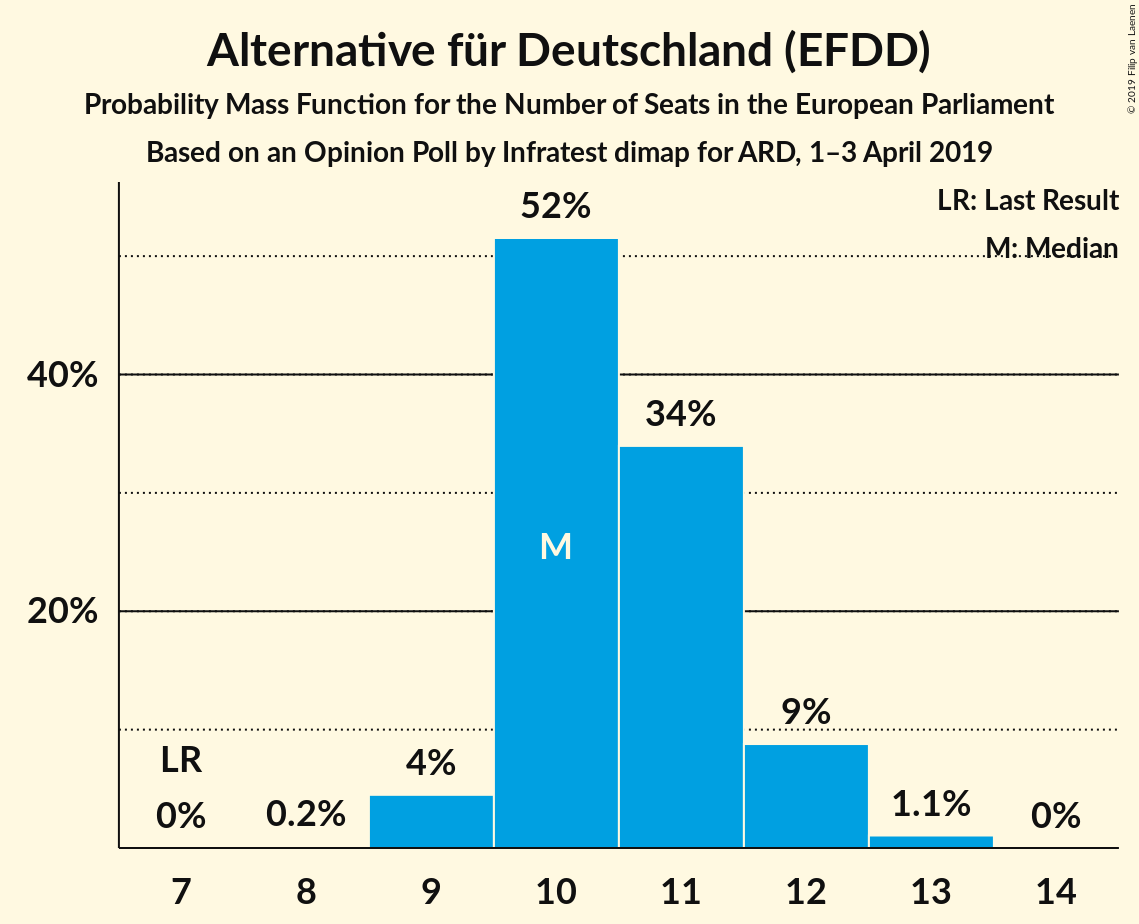 Alternative für Deutschland (EFDD)
Probability Mass Function for the Number of Seats in the European Parliament
Based on an Opinion Poll by Infratest dimap for ARD, 1–3 April 2019
© 2019 Filip van Laenen
LR: Last Result
M: Median
52%
40%
34%
M
20%
9%
LR
4%
0%
0.2%
1.1%
0%
7 8 9 10 11 12 13 14